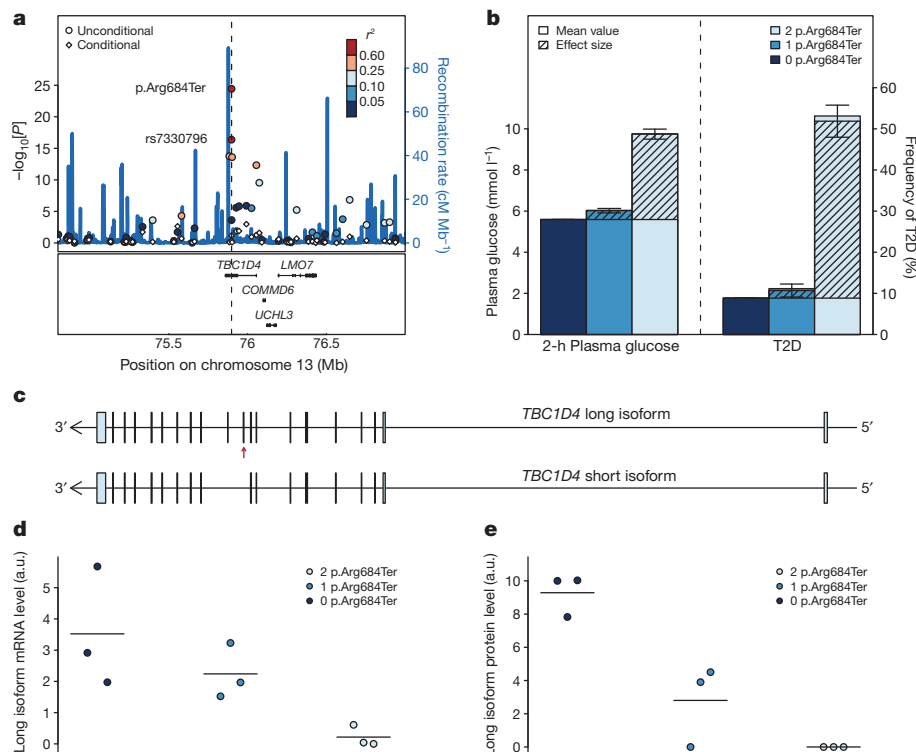 a
Unconditional
Conditional
r²
0.60
0.25
0.10
0.05
p.Arg684Ter
rs7330796
25
20
15
10
5
0
–log₁₀[P]
80
60
40
20
0
Recombination rate (cM Mb⁻¹)
TBC1D4
LMO7
COMMD6
UCHL3
75.5
76
76.5
Position on chromosome 13 (Mb)
b
Mean value
Effect size
2 p.Arg684Ter
1 p.Arg684Ter
0 p.Arg684Ter
10
8
6
4
2
0
Plasma glucose (mmol l⁻¹)
60
50
40
30
20
10
0
Frequency of T2D (%)
2-h Plasma glucose
T2D
c
3′
TBC1D4 long isoform
5′
3′
TBC1D4 short isoform
5′
d
Long isoform mRNA level (a.u.)
5
4
3
2
1
0
2 p.Arg684Ter
1 p.Arg684Ter
0 p.Arg684Ter
e
Long isoform protein level (a.u.)
10
8
6
4
2
0
2 p.Arg684Ter
1 p.Arg684Ter
0 p.Arg684Ter